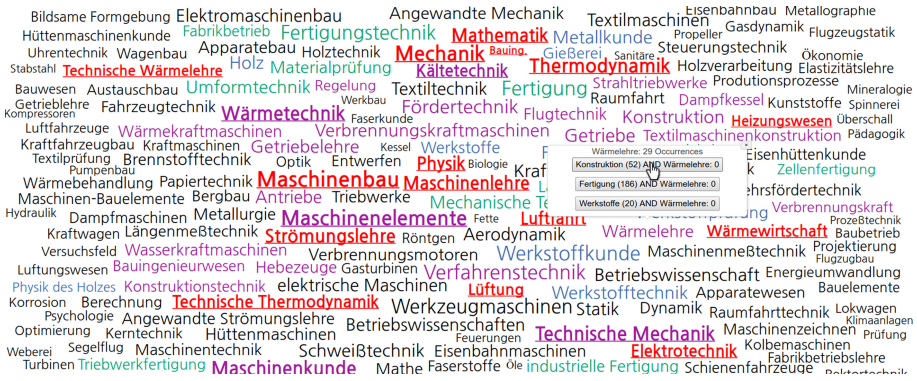 Bildsame Formgebung Elektromaschinenbau Angewandte Mechanik Textilmaschinen Eisenbahnbau Metallographie
Hüttenmaschinenkunde Fabrikbetrieb Fertigungstechnik Mathematik Metallkunde Propeller Gasdynamik Flugzeugstatik
Uhrentechnik Wagenbau Apparatebau Holztechnik Mechanik Bauing. Gießerei Sanitäre Steuerungstechnik Ökonomie
Stabstahl Technische Wärmelehre Holz Materialprüfung Kältetechnik Thermodynamik Holzverarbeitung Elastizitätslehre
Bauwesen Austauschbau Umformtechnik Regelung Textiltechnik Fertigung Strahltriebwerke Produtionsprozesse Mineralogie
Getriebelehre Fahrzeugtechnik Werkbau Fördertechnik Raumfahrt Dampfkessel Kunststoffe Spinnerei
Kompressoren Wärmetechnik Faserkunde Flugtechnik Konstruktion Heizungswesen Überschall
Luftfahrzeuge Wärmekraftmaschinen Verbrennungskraftmaschinen Getriebe Textilmaschinenkonstruktion Pädagogik
Kraftfahrzeugbau Kraftmaschinen Getriebelehre Kessel Werkstoffe Wärmelehre: 29 Occurrences Eisenhüttenkunde
Textilprüfung Brennstofftechnik Optik Entwerfen Physik Biologie Konstruktion (52) AND Wärmelehre: 0 Zellenfertigung
Pumpenbau
Wärmebehandlung Papiertechnik Maschinenbau Maschinenlehre Fertigung (186) AND Wärmelehre: 0
Maschinen-Bauelemente Bergbau Antriebe Triebwerke Mechanische Werkstoffe (20) AND Wärmelehre: 0 Verbrennungskraft
Hydraulik Dampfmaschinen Metallurgie Maschinenelemente Fette Luftfahrt Prozeßtechnik
Kraftwagen Längenmeßtechnik Strömungslehre Röntgen Aerodynamik Wärmelehre Wärmewirtschaft Baubetrieb
Versuchsfeld Wasserkraftmaschinen Verbrennungsmotoren Werkstoffkunde Maschinenmeßtechnik Projektierung
Flugzugbau
Luftungswesen Bauingenieurwesen Hebezeuge Gasturbinen Verfahrenstechnik Betriebswissenschaft Energieumwandlung
Physik des Holzes Konstruktionstechnik elektrische Maschinen Lüftung Werkstofftechnik Apparatewesen Bauelemente
Korrosion Berechnung Technische Thermodynamik Werkzeugmaschinen Statik Dynamik Raumfahrttechnik Lokwagen
Psychologie Angewandte Strömungslehre Betriebswissenschaften Klimaanlagen
Optimierung Kerntechnik Hüttenmaschinen Feuerungen Technische Mechanik Maschinenzeichnen Prüfung
Weberei Segelflug Maschinentechnik Schweißtechnik Eisenbahnmaschinen Elektrotechnik Kolbemaschinen
Fabrikbetriebslehre
Turbinen Triebwerkfertigung Maschinenkunde Mathe Faserstoffe Öle industrielle Fertigung Schienenfahrzeuge